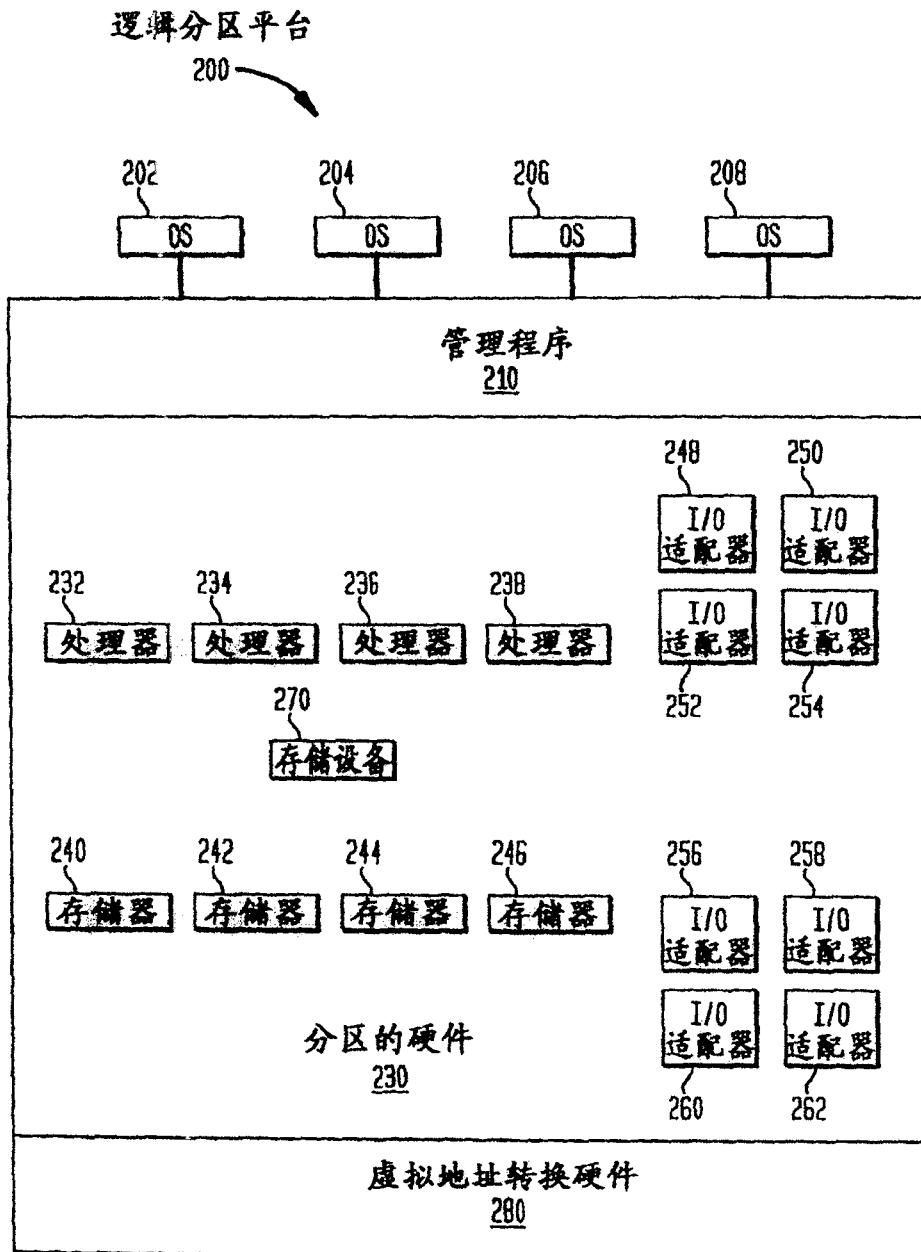 逻辑分区平台
200
202 204 206 208
OS OS OS OS
管理程序
210
248 250
I/O I/O
适配器 适配器
232 234 236 238
处理器 处理器 处理器 处理器
I/O I/O
适配器 适配器
252 254
270
存储设备
240 242 244 246
存储器 存储器 存储器 存储器
256 258
I/O I/O
适配器 适配器
I/O I/O
适配器 适配器
260 262
分区的硬件
230
虚拟地址转换硬件
280